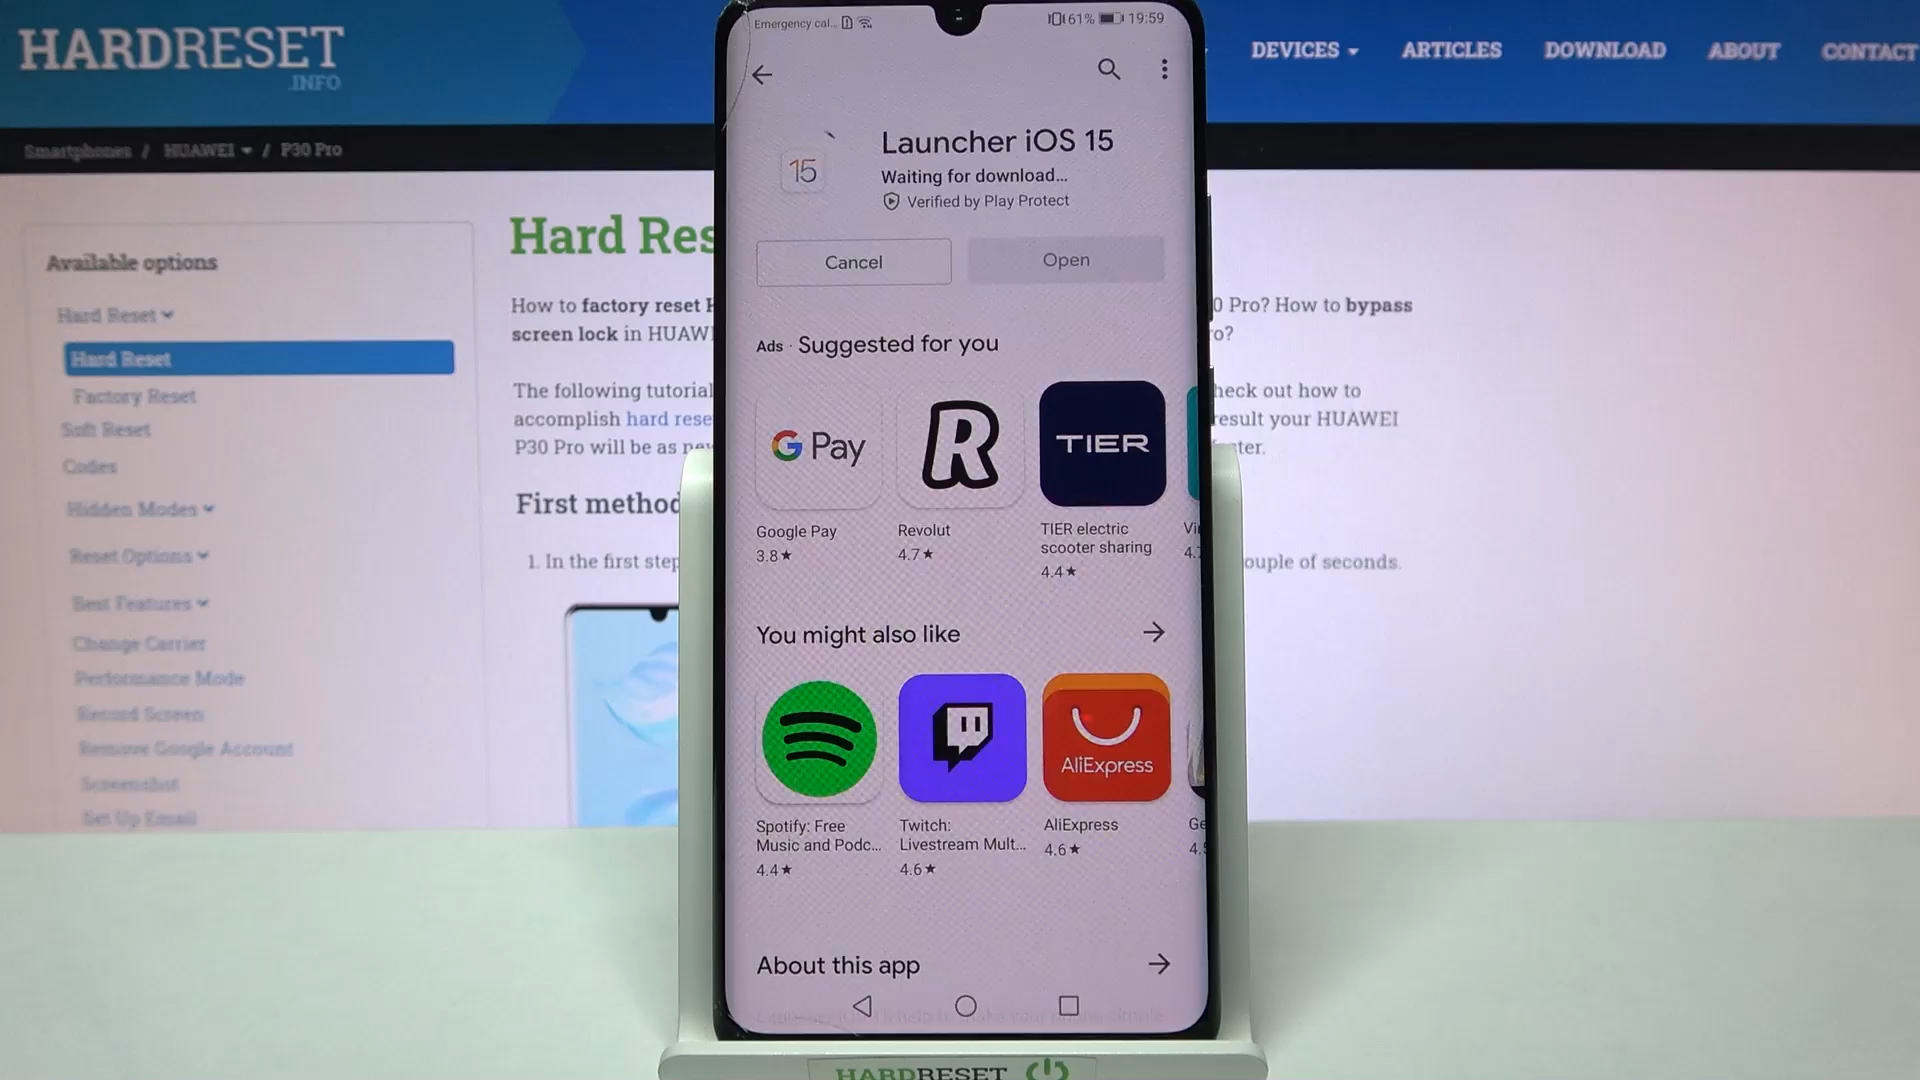 HARDRESET
.INFO
DEVICES
ARTICLES
DOWNLOAD
ABOUT
CONTACT
Smartphones / HUAWEI / P30 Pro
Available options
Hard Reset
Hard Reset
Factory Reset
Soft Reset
Codes
Hidden Modes
Reset Options
Best Features
Change Carrier
Performance Mode
Record Screen
Remove Google Account
Screenshot
Set Up Email
Hard Res
How to factory reset H
screen lock in HUAW
The following tutorial
accomplish hard rese
P30 Pro will be as new
First method
1. In the first step
0 Pro? How to bypass
ro?
heck out how to
result your HUAWEI
ster.
ouple of seconds.
Emergency cal...
61% 19:59
15
Launcher iOS 15
Waiting for download...
Verified by Play Protect
Cancel
Open
Ads · Suggested for you
G Pay
R
TIER
Google Pay
3.8★
Revolut
4.7★
TIER electric
scooter sharing
4.4★
Vi
4.
You might also like
AliExpress
Spotify: Free
Music and Podc...
4.4★
Twitch:
Livestream Mult...
4.6★
AliExpress
4.6★
Ge
4.
About this app
HARDRESET